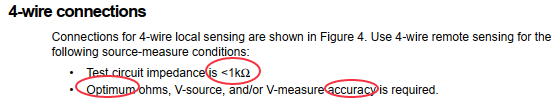 4-wire connections
Connections for 4-wire local sensing are shown in Figure 4. Use 4-wire remote sensing for the
following source-measure conditions:
• Test circuit impedance is <1kΩ
• Optimum ohms, V-source, and/or V-measure accuracy is required.